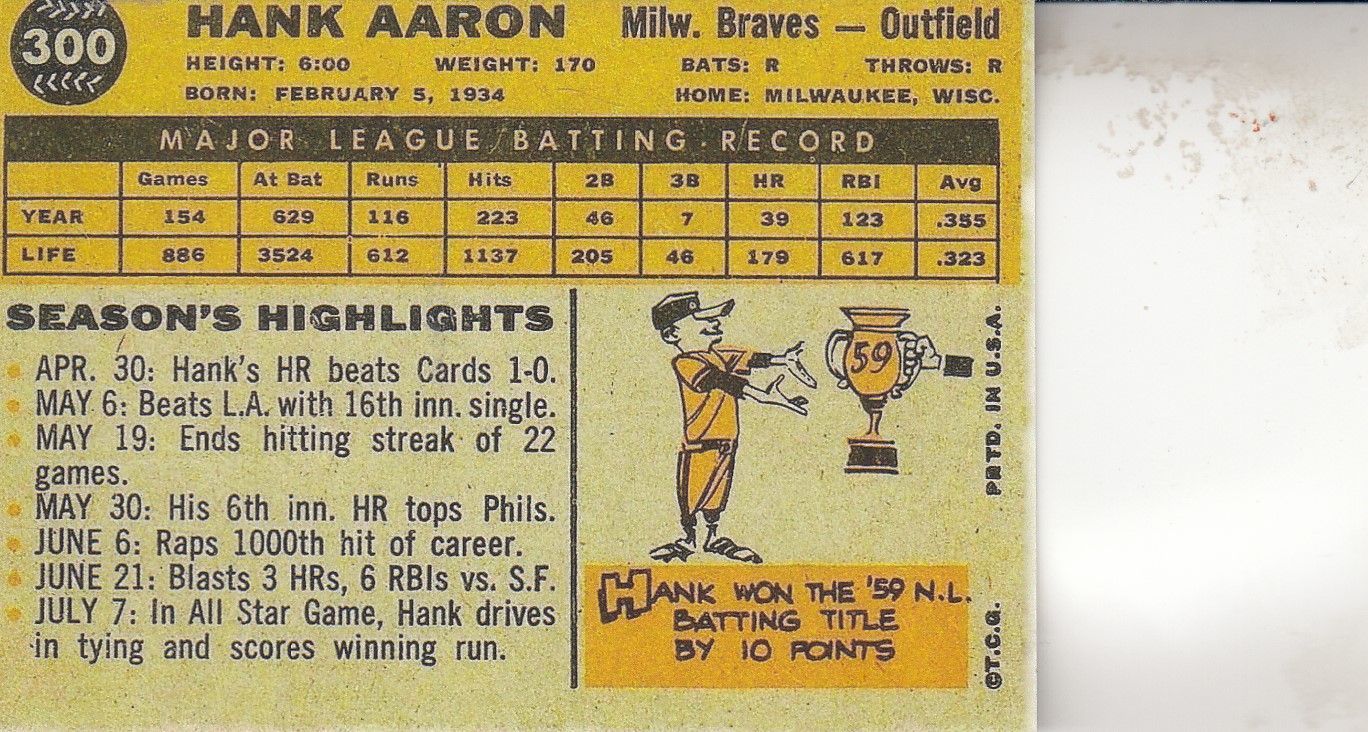 300
HANK AARON Milw. Braves — Outfield
HEIGHT: 6:00 WEIGHT: 170 BATS: R THROWS: R
BORN: FEBRUARY 5, 1934 HOME: MILWAUKEE, WISC.
MAJOR LEAGUE BATTING RECORD
Games At Bat Runs Hits 2B 3B HR RBI Avg
YEAR 154 629 116 223 46 7 39 123 .355
LIFE 886 3524 612 1137 205 46 179 617 .323
SEASON'S HIGHLIGHTS
APR. 30: Hank's HR beats Cards 1-0.
MAY 6: Beats L.A. with 16th inn. single.
MAY 19: Ends hitting streak of 22
games.
MAY 30: His 6th inn. HR tops Phils.
JUNE 6: Raps 1000th hit of career.
JUNE 21: Blasts 3 HRs, 6 RBIs vs. S.F.
JULY 7: In All Star Game, Hank drives
in tying and scores winning run.
59
HANK WON THE '59 N.L.
BATTING TITLE
BY 10 POINTS
©T.C.G. PRTD. IN U.S.A.